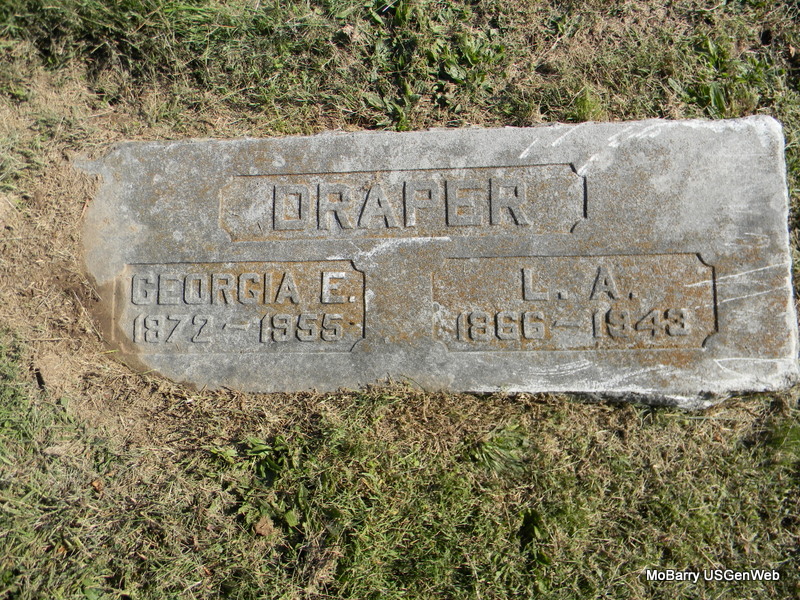 DRAPER
GEORGIA E.
1872 – 1955
L. A.
1866 – 1943
MoBarry USGenWeb